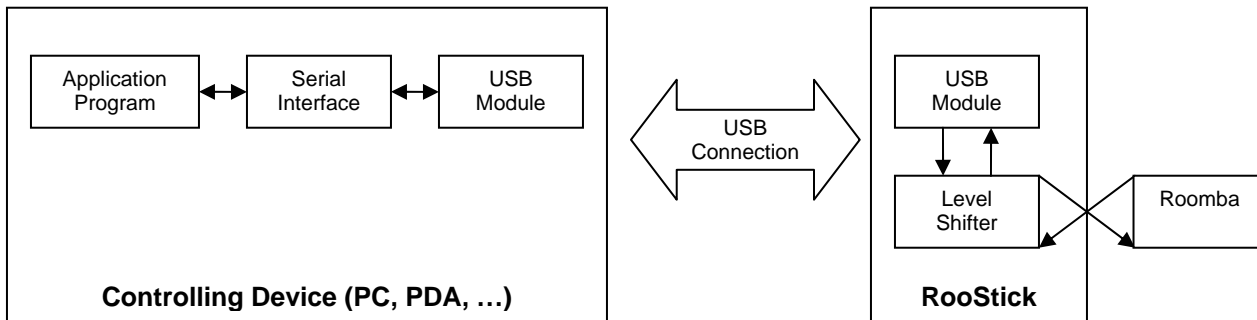 Application
Program
Serial
Interface
USB
Module
USB
Connection
USB
Module
Level
Shifter
Roomba
Controlling Device (PC, PDA, …)
RooStick